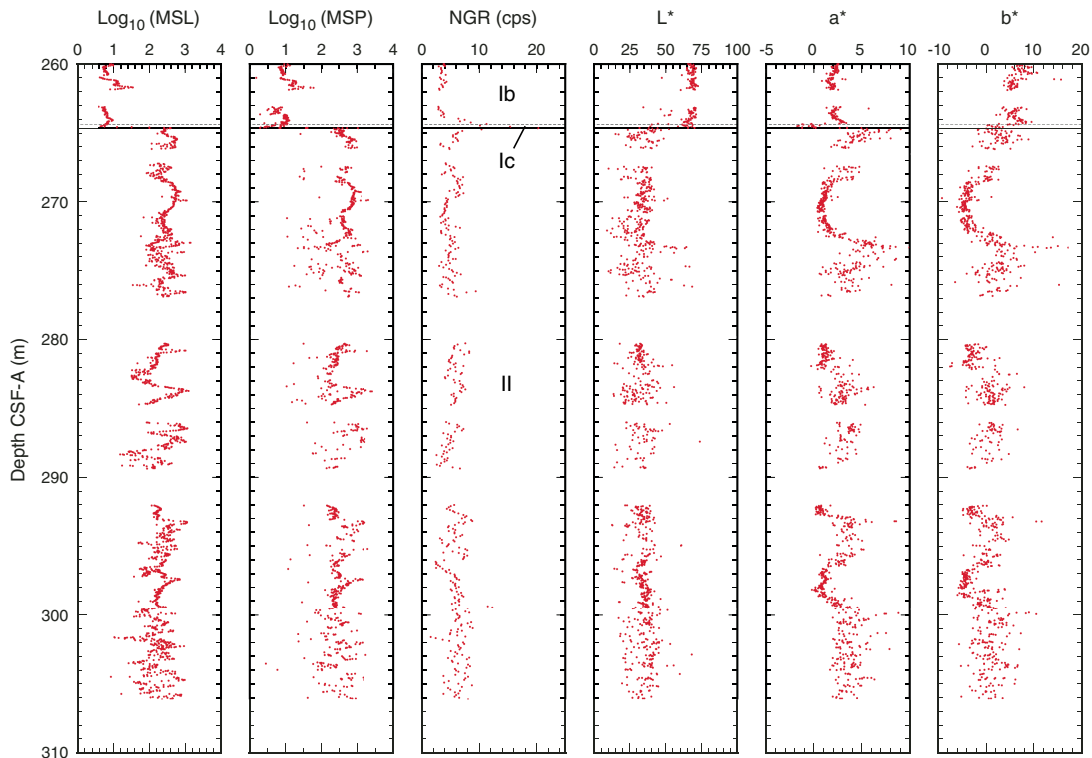 Log10 (MSL) Log10 (MSP) NGR (cps) L* a* b*
0 1 2 3 4 0 1 2 3 4 0 10 20 0 25 50 75 100 -5 0 5 10 -10 0 10 20
260
Ib
Ic
270
280
Depth CSF-A (m)
II
290
300
310